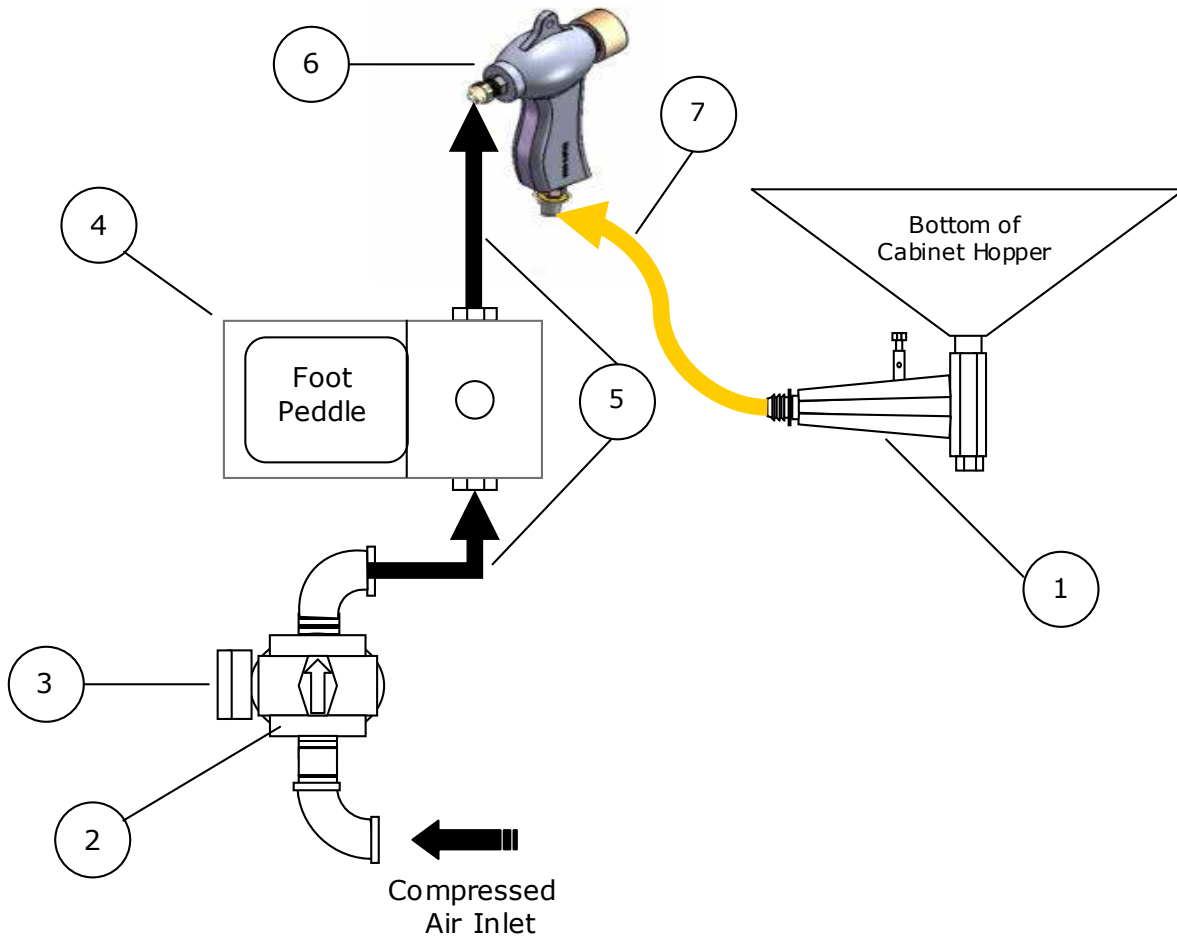 6
7
4
Bottom of
Cabinet Hopper
Foot
Peddle
5
1
3
2
Compressed
Air Inlet